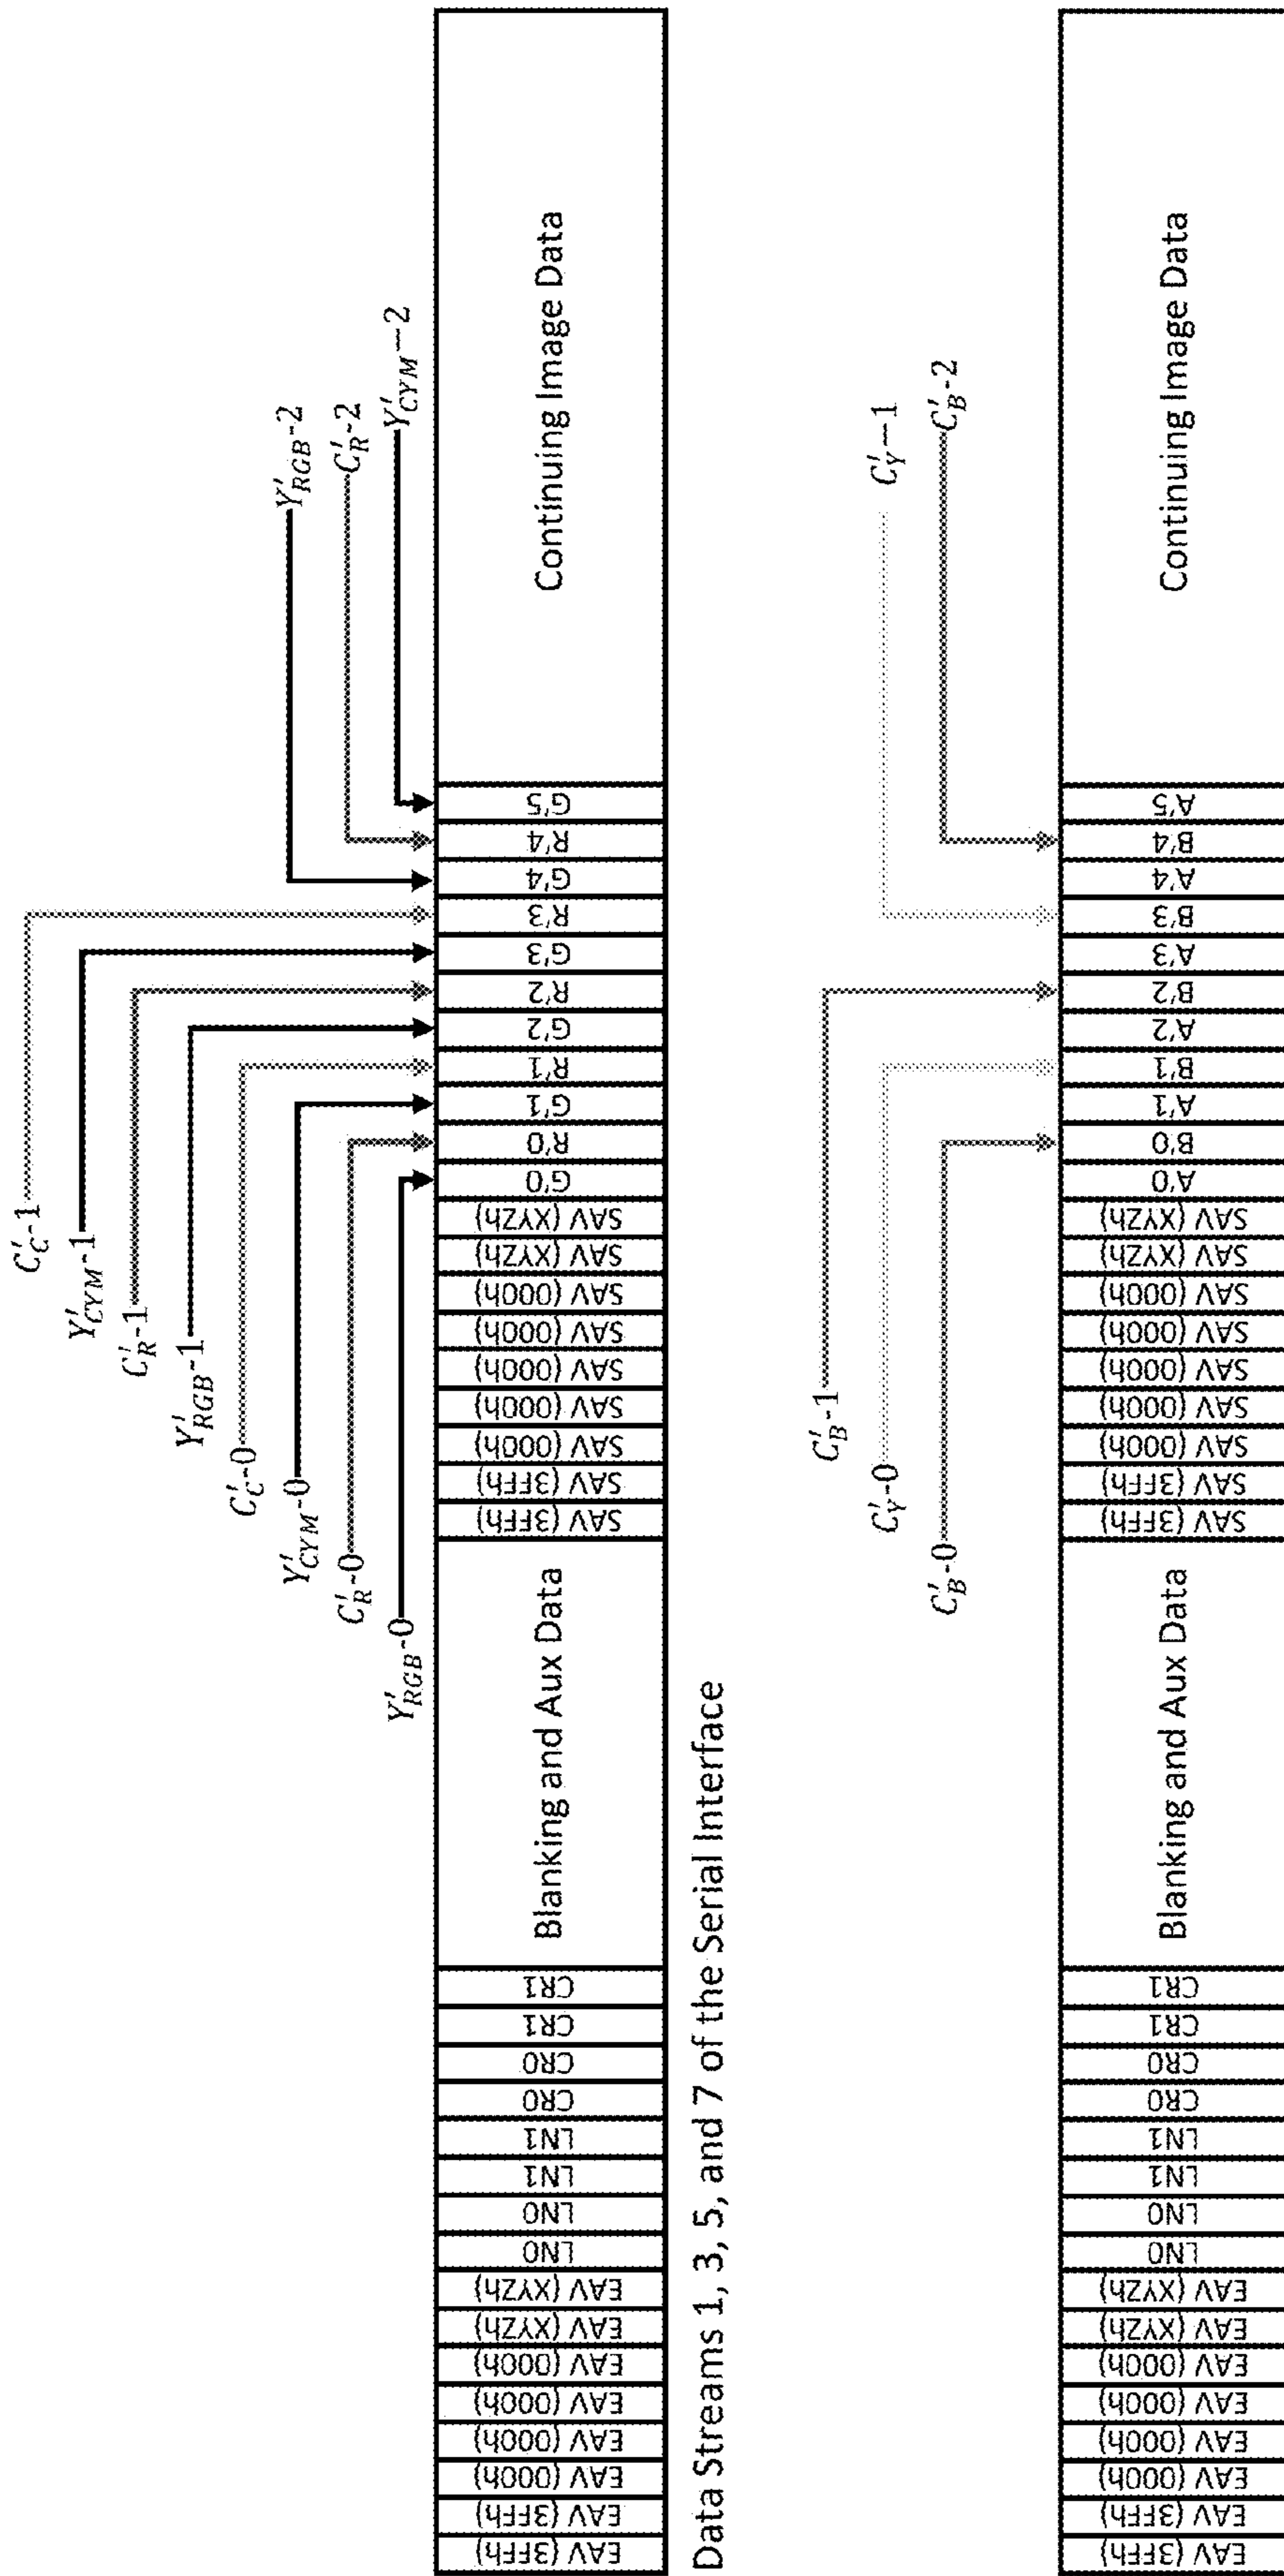 C'C-1
Y'CYM-1
C'R-1
Y'RGB-1
C'C-0
Y'CYM-0
C'R-0
Y'RGB-0
Y'RGB-2
C'R-2
Y'CYM—2
EAV (3FFh)
EAV (3FFh)
EAV (000h)
EAV (000h)
EAV (000h)
EAV (000h)
EAV (XYZh)
EAV (XYZh)
LN0
LN0
LN1
LN1
CR0
CR0
CR1
CR1
Blanking and Aux Data
SAV (3FFh)
SAV (3FFh)
SAV (000h)
SAV (000h)
SAV (000h)
SAV (000h)
SAV (000h)
SAV (XYZh)
SAV (XYZh)
G'0
R'0
G'1
R'1
G'2
R'2
G'3
R'3
G'4
R'4
G'5
Continuing Image Data
Data Streams 1, 3, 5, and 7 of the Serial Interface
C'B-1
C'Y-0
C'B-0
C'Y—1
C'B-2
EAV (3FFh)
EAV (3FFh)
EAV (000h)
EAV (000h)
EAV (000h)
EAV (000h)
EAV (XYZh)
EAV (XYZh)
LN0
LN0
LN1
LN1
CR0
CR0
CR1
CR1
Blanking and Aux Data
SAV (3FFh)
SAV (3FFh)
SAV (000h)
SAV (000h)
SAV (000h)
SAV (000h)
SAV (000h)
SAV (XYZh)
SAV (XYZh)
A'0
B'0
A'1
B'1
A'2
B'2
A'3
B'3
A'4
B'4
A'5
Continuing Image Data